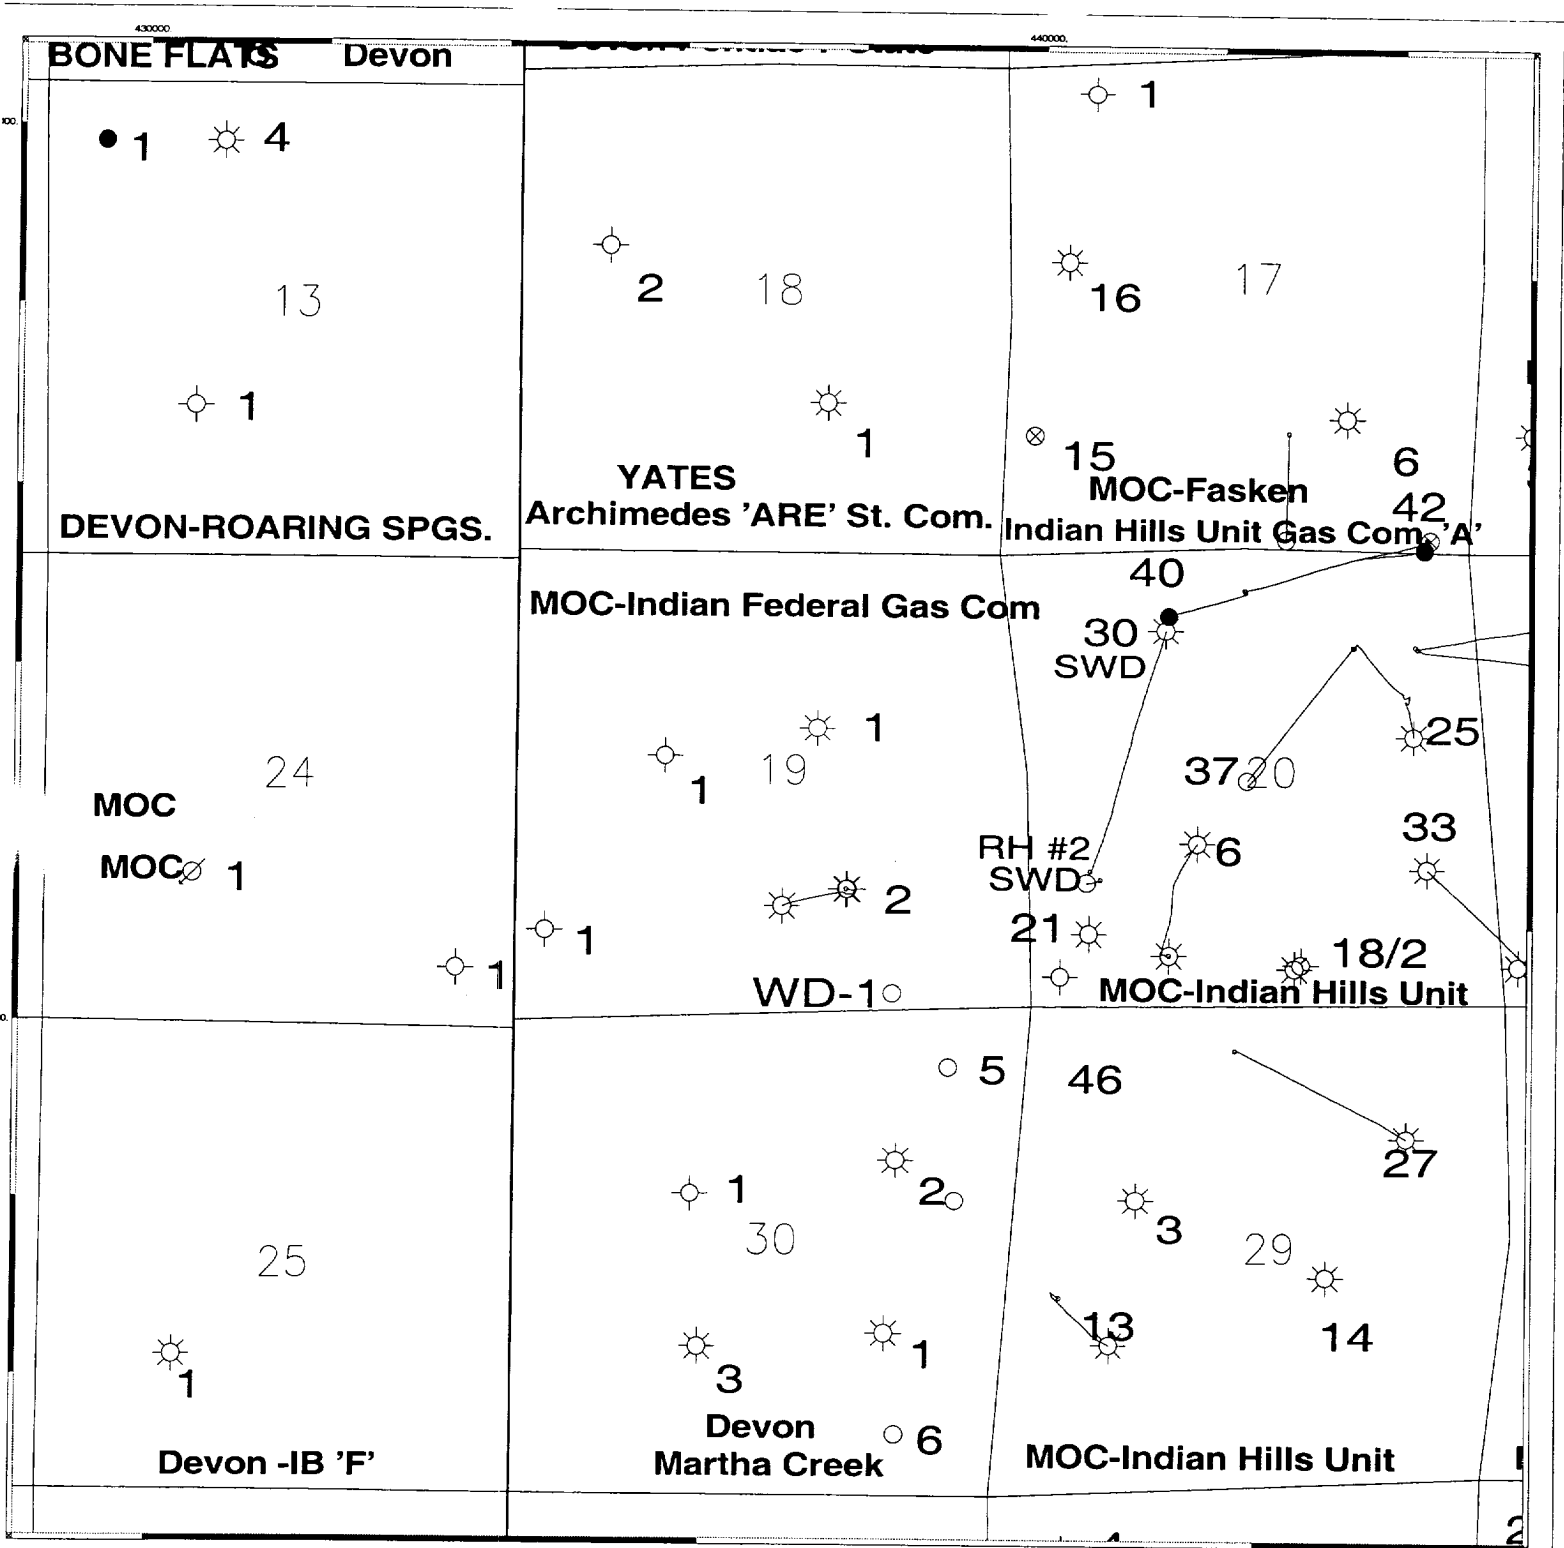 430000.
440000.
BONE FLATS Devon
100.
1 4
1
2
13
18
17
16
1
1
15
6
YATES
MOC-Fasken
42
DEVON-ROARING SPGS.
Archimedes 'ARE' St. Com.
Indian Hills Unit Gas Com. 'A'
40
MOC-Indian Federal Gas Com
30
SWD
1
25
24
1
19
37 20
MOC
33
MOC 1
RH #2
6
SWD
2
21
1
1
18/2
WD-1
MOC-Indian Hills Unit
0.
5
46
27
1
2
3
30
29
25
13
14
1
3
1
Devon
6
Devon -IB 'F'
Martha Creek
MOC-Indian Hills Unit